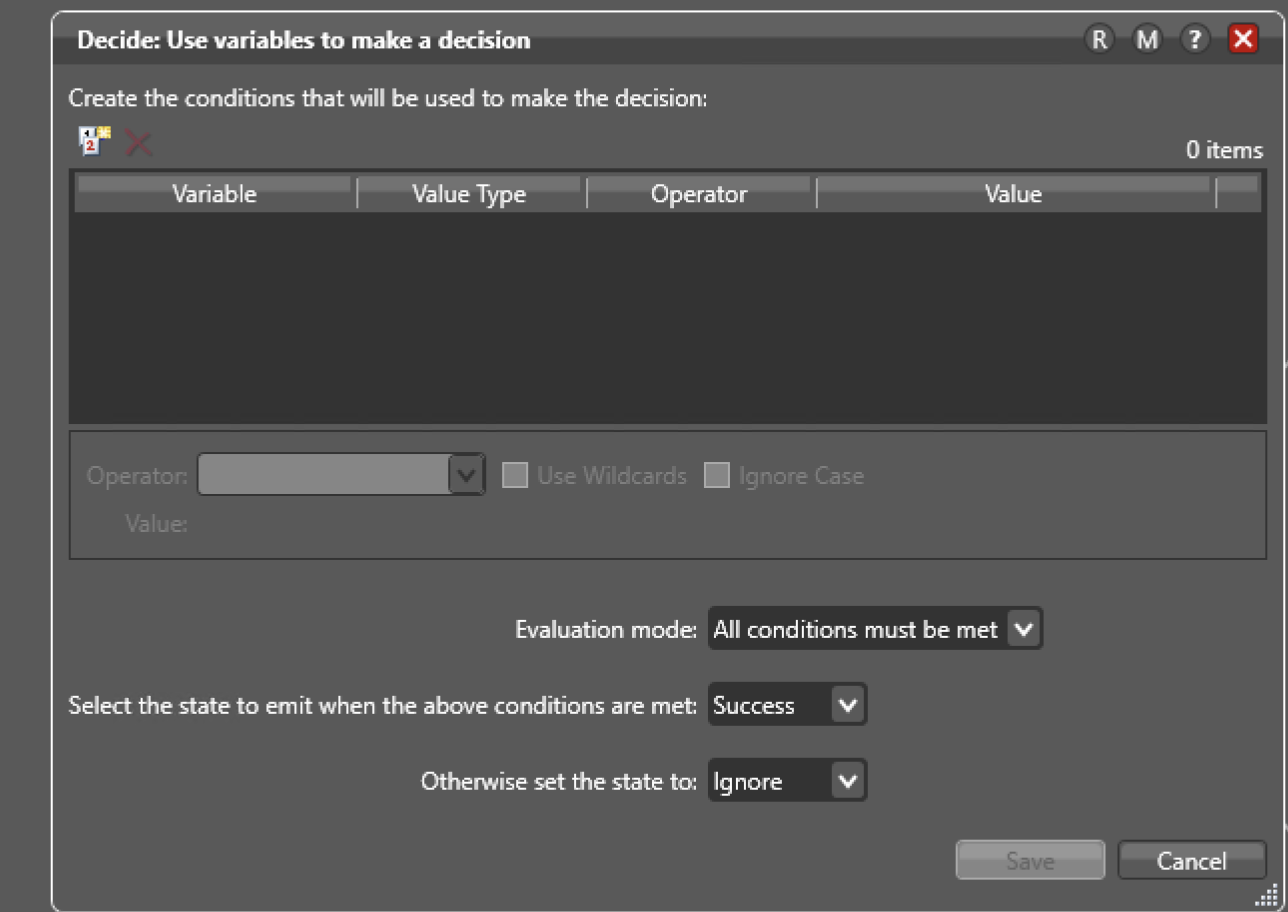 Decide: Use variables to make a decision R M ?
Create the conditions that will be used to make the decision:
0 items
Variable Value Type Operator Value
Operator: Use Wildcards Ignore Case
Value:
Evaluation mode: All conditions must be met
Select the state to emit when the above conditions are met: Success
Otherwise set the state to: Ignore
Save Cancel